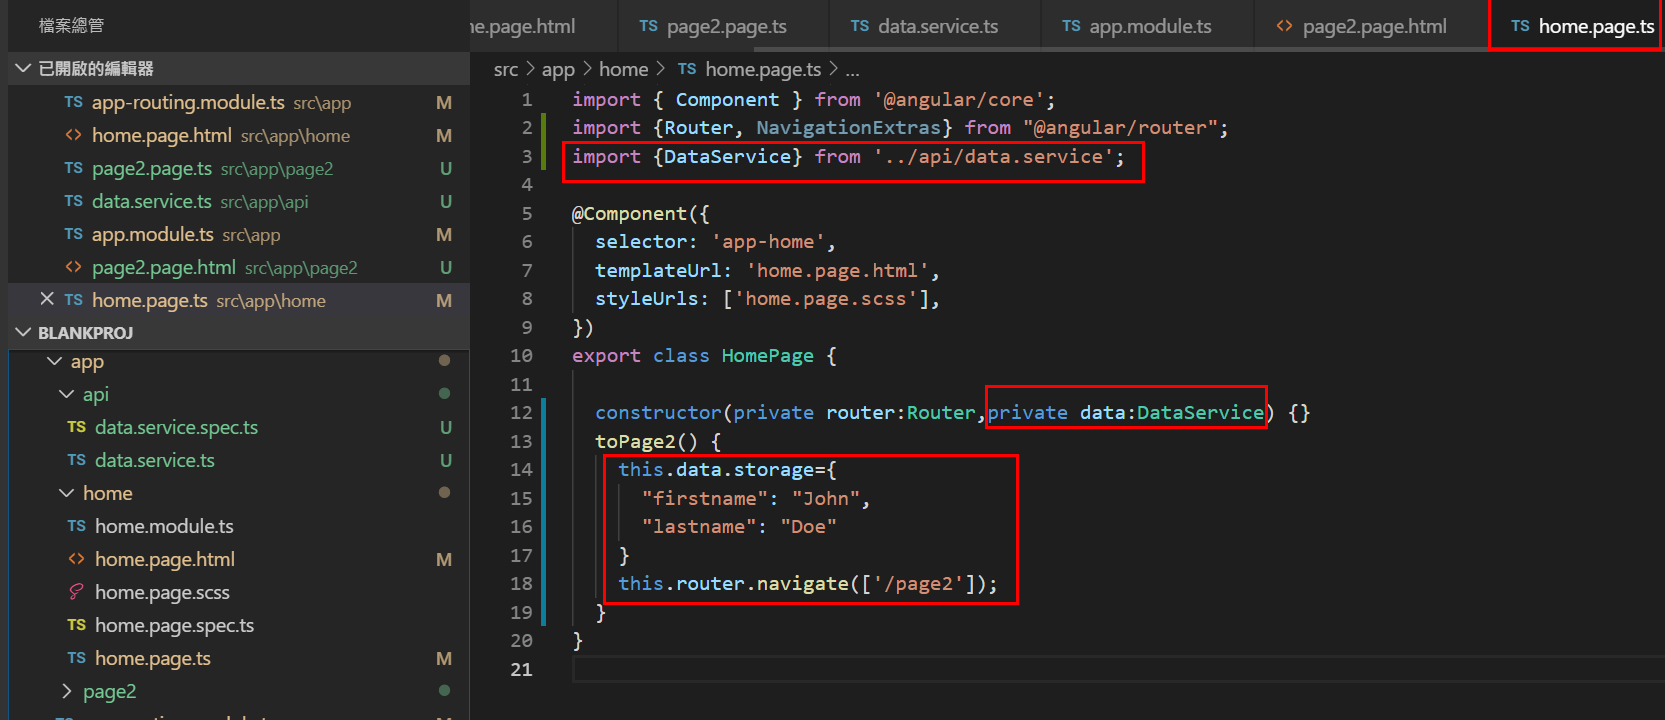 檔案總管
已開啟的編輯器
TS app-routing.module.ts src\app M
<> home.page.html src\app\home M
TS page2.page.ts src\app\page2 U
TS data.service.ts src\app\api U
TS app.module.ts src\app M
<> page2.page.html src\app\page2 U
TS home.page.ts src\app\home M
BLANKPROJ
app
api
TS data.service.spec.ts U
TS data.service.ts U
home
TS home.module.ts
<> home.page.html M
home.page.scss
TS home.page.spec.ts
TS home.page.ts M
page2
ne.page.html TS page2.page.ts TS data.service.ts TS app.module.ts <> page2.page.html TS home.page.ts
src > app > home > TS home.page.ts > ...
1 import { Component } from '@angular/core';
2 import {Router, NavigationExtras} from "@angular/router";
3 import {DataService} from '../api/data.service';
4
5 @Component({
6 selector: 'app-home',
7 templateUrl: 'home.page.html',
8 styleUrls: ['home.page.scss'],
9 })
10 export class HomePage {
11
12 constructor(private router:Router,private data:DataService) {}
13 toPage2() {
14 this.data.storage={
15 "firstname": "John",
16 "lastname": "Doe"
17 }
18 this.router.navigate(['/page2']);
19 }
20 }
21